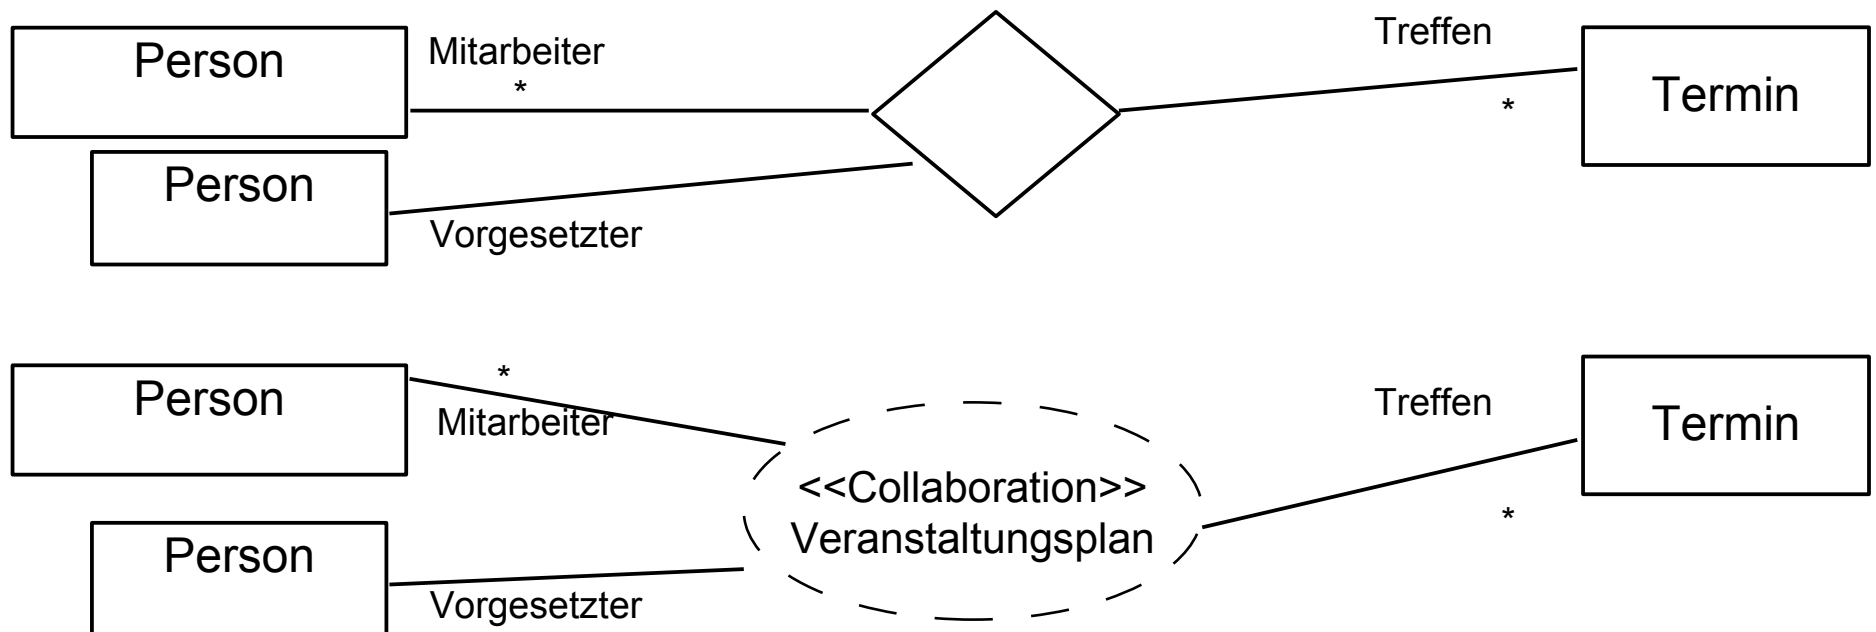 Person
Mitarbeiter
*
Treffen
*
Termin
Person
Vorgesetzter
Person
*
Mitarbeiter
Treffen
*
Termin
<<Collaboration>>
Veranstaltungsplan
Person
Vorgesetzter